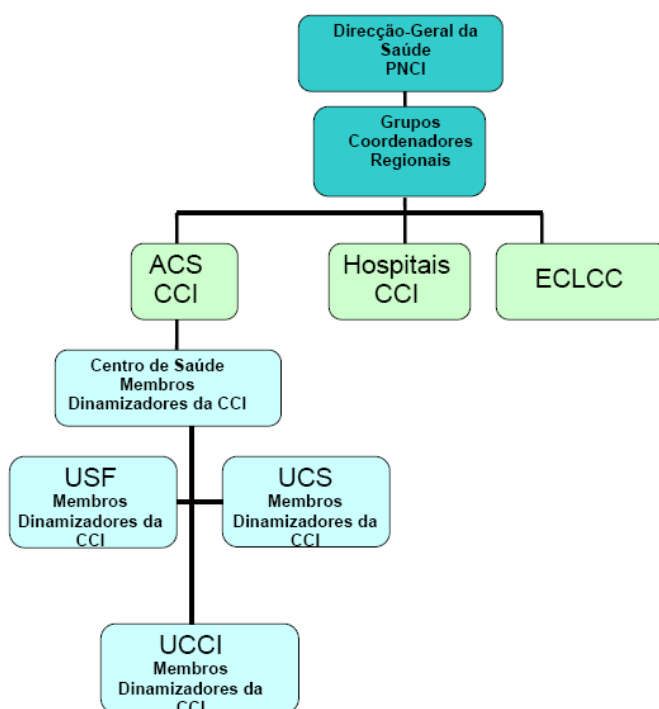 Direcção-Geral da
Saúde
PNCI
Grupos
Coordenadores
Regionais
ACS
CCI
Hospitais
CCI
ECLCC
Centro de Saúde
Membros
Dinamizadores da CCI
USF
Membros
Dinamizadores da
CCI
UCS
Membros
Dinamizadores da
CCI
UCCI
Membros
Dinamizadores da
CCI